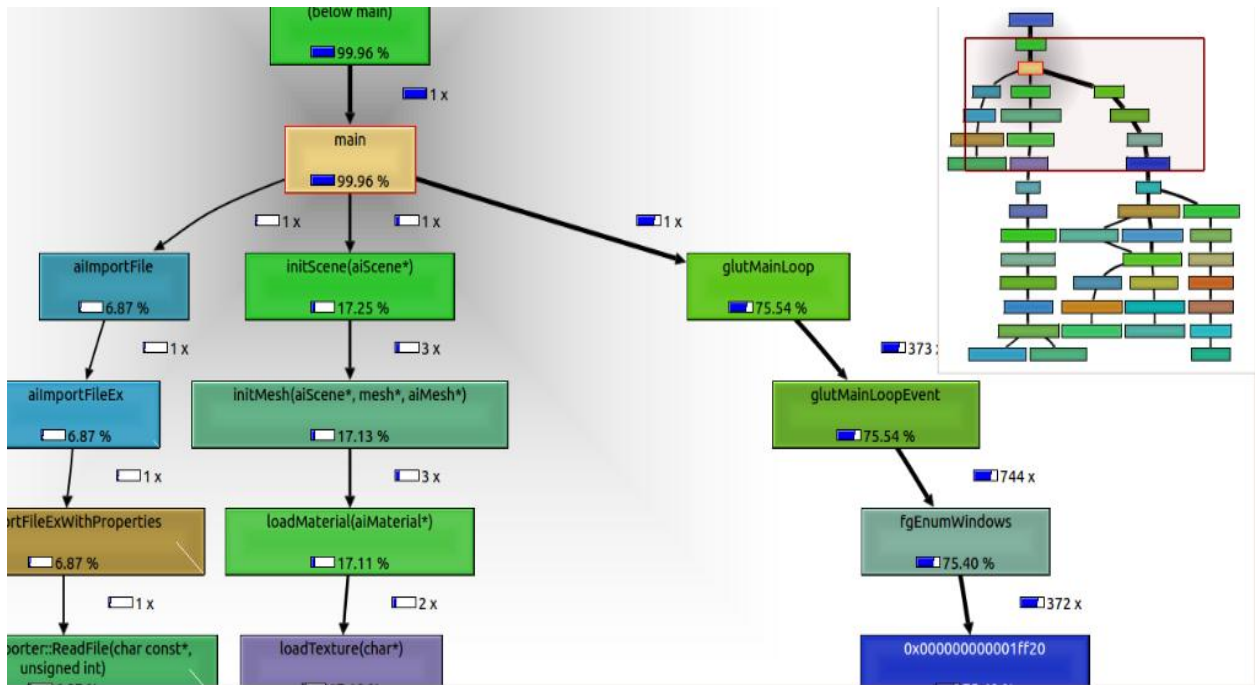 (below main)
99.96 %
1 x
main
99.96 %
1 x
1 x
1 x
aiImportFile
6.87 %
initScene(aiScene*)
17.25 %
glutMainLoop
75.54 %
1 x
3 x
373
aiImportFileEx
6.87 %
initMesh(aiScene*, mesh*, aiMesh*)
17.13 %
glutMainLoopEvent
75.54 %
1 x
3 x
744 x
ortFileExWithProperties
6.87 %
loadMaterial(aiMaterial*)
17.11 %
fgEnumWindows
75.40 %
1 x
2 x
372 x
porter::ReadFile(char const*,
unsigned int)
loadTexture(char*)
0x000000000001ff20